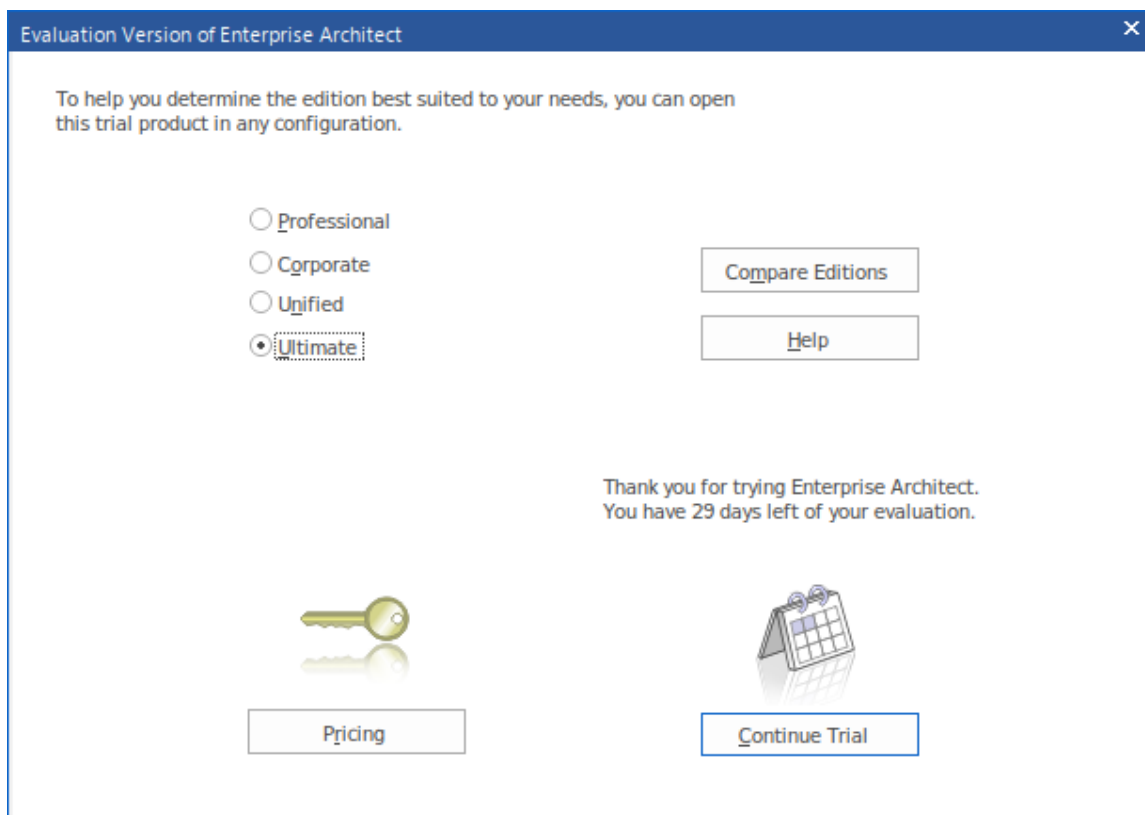 Evaluation Version of Enterprise Architect
To help you determine the edition best suited to your needs, you can open
this trial product in any configuration.
Professional
Corporate
Unified
Ultimate
Compare Editions
Help
Thank you for trying Enterprise Architect.
You have 29 days left of your evaluation.
Pricing
Continue Trial